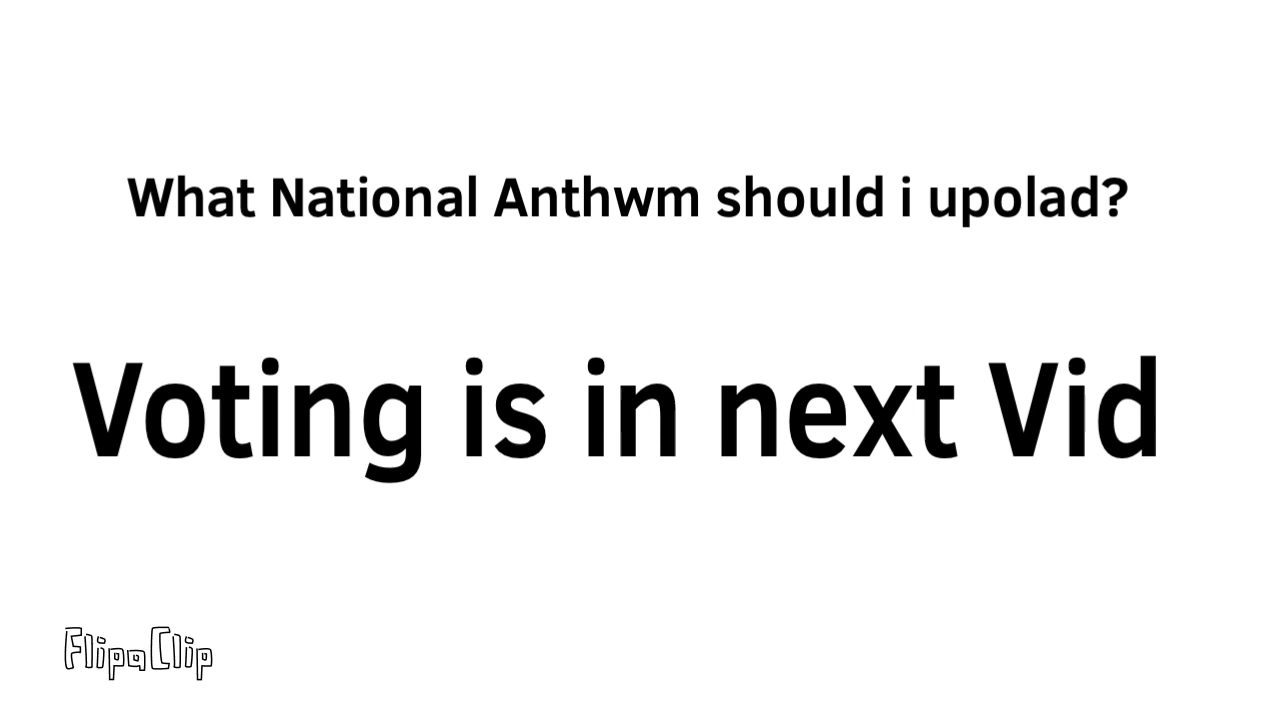 What National Anthwm should i upolad?
Voting is in next Vid
FlipaClip